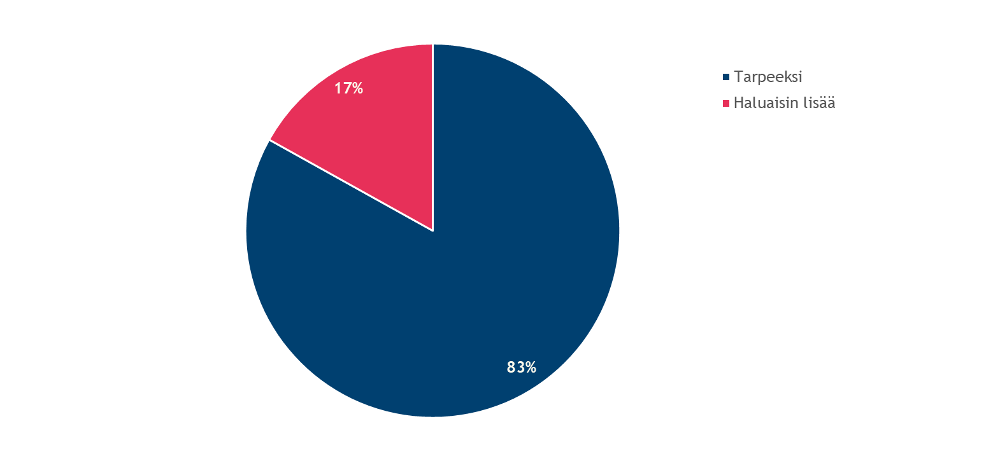 17%
83%
Tarpeeksi
Haluaisin lisää